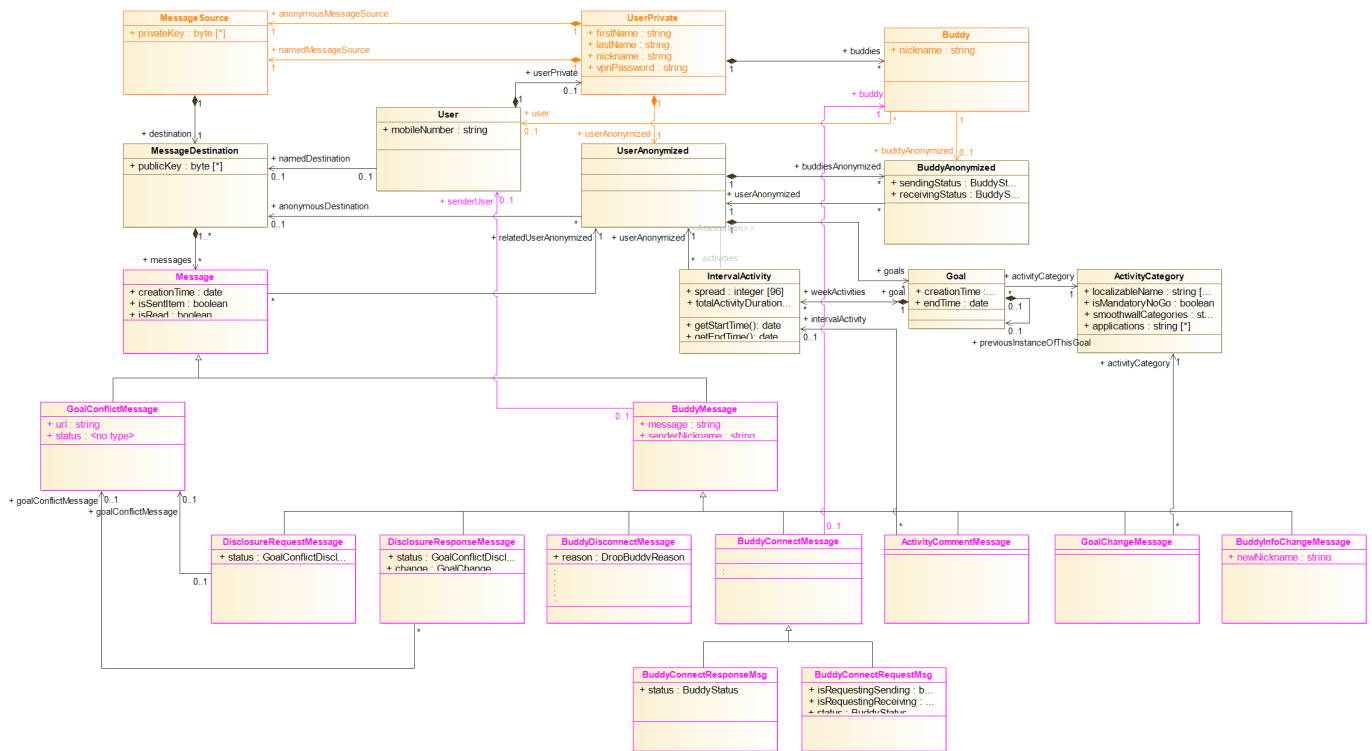 MessageSource
+ privateKey : byte [*]
+ anonymousMessageSource
1
1
+ namedMessageSource
1
1
UserPrivate
+ firstName : string
+ lastName : string
+ nickname : string
+ vpnPassword : string
+ buddies
1
*
Buddy
+ nickname : string
+ userPrivate
0..1
1
+ buddy
1
+ user
0..1
*
1
+ destination
1
User
+ mobileNumber : string
1
+ userAnonymized
1
+ buddyAnonymized
0..1
MessageDestination
+ publicKey : byte [*]
+ namedDestination
0..1
0..1
UserAnonymized
+ buddiesAnonymized
1
*
BuddyAnonymized
+ sendingStatus : BuddySt...
+ receivingStatus : BuddyS...
+ userAnonymized
1
*
+ senderUser
0..1
+ anonymousDestination
0..1
*
1
<<Association>>
activities
1..*
+ messages
*
+ relatedUserAnonymized
1
+ userAnonymized
1
*
Message
+ creationTime : date
+ isSentItem : boolean
+ isRead : boolean
*
IntervalActivity
+ spread : integer [96]
+ totalActivityDuration...
+ getStartTime(): date
+ getEndTime(): date
+ weekActivities
*
+ goals
*
+ goal
1
Goal
+ creationTime :...
+ endTime : date
+ activityCategory
*
1
0..1
0..1
+ previousInstanceOfThisGoal
ActivityCategory
+ localizableName : string [...
+ isMandatoryNoGo : boolean
+ smoothwallCategories : st...
+ applications : string [*]
+ intervalActivity
0..1
+ activityCategory
1
GoalConflictMessage
+ url : string
+ status : <no type>
0..1
BuddyMessage
+ message : string
+ senderNickname : string
+ goalConflictMessage
0..1
+ goalConflictMessage
0..1
0..1
*
*
DisclosureRequestMessage
+ status : GoalConflictDiscl...
0..1
DisclosureResponseMessage
+ status : GoalConflictDiscl...
+ change : GoalChange
*
BuddyDisconnectMessage
+ reason : DropBuddyReason
:
:
:
:
BuddyConnectMessage
:
ActivityCommentMessage
GoalChangeMessage
BuddyInfoChangeMessage
+ newNickname : string
BuddyConnectResponseMsg
+ status : BuddyStatus
BuddyConnectRequestMsg
+ isRequestingSending : b...
+ isRequestingReceiving : ...
+ status : BuddyStatus